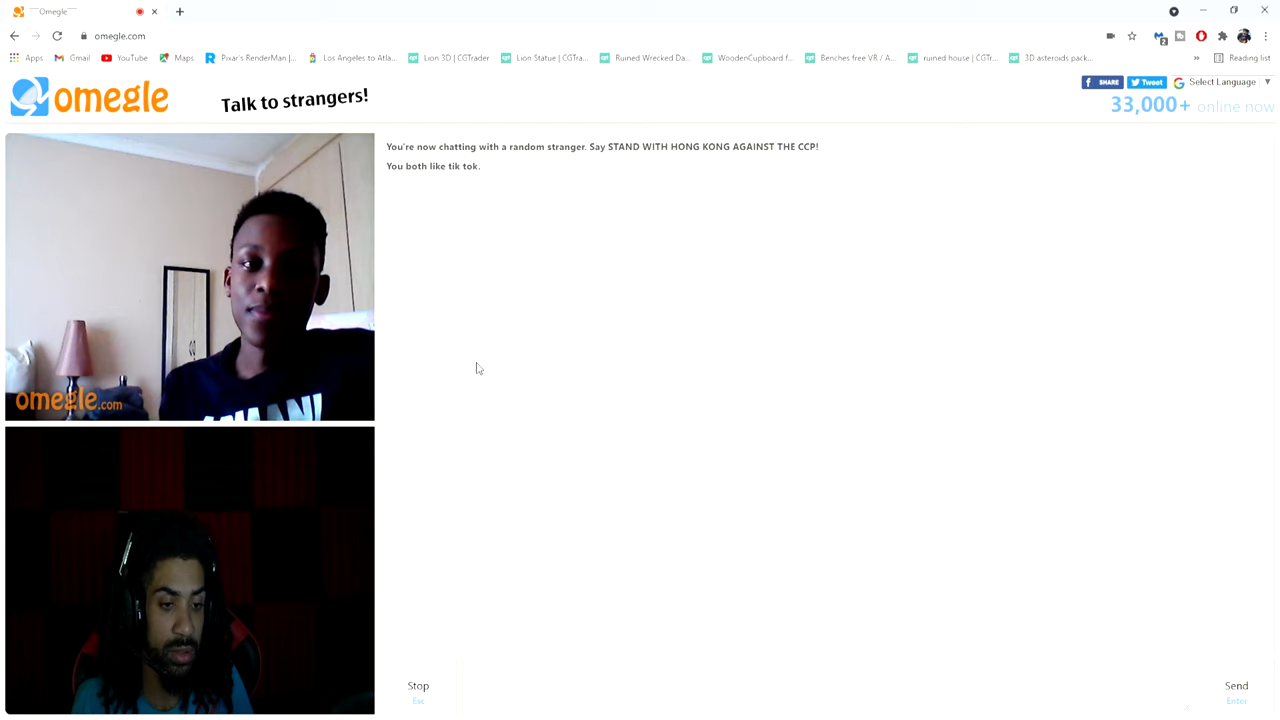 Omegle
omegle.com
Apps
Gmail
YouTube
Maps
Pixar's RenderMan |...
Los Angeles to Atla...
Lion 3D | CGTrader
Lion Statue | CGTra...
Ruined Wrecked Da...
WoodenCupboard f...
Benches free VR / A...
ruined house | CGTr...
3D asteroids pack...
»
Reading list
omegle
Talk to strangers!
SHARE
Tweet
Select Language
33,000+ online now
You're now chatting with a random stranger. Say STAND WITH HONG KONG AGAINST THE CCP!
You both like tik tok.
omegle.com
Stop
Esc
Send
Enter